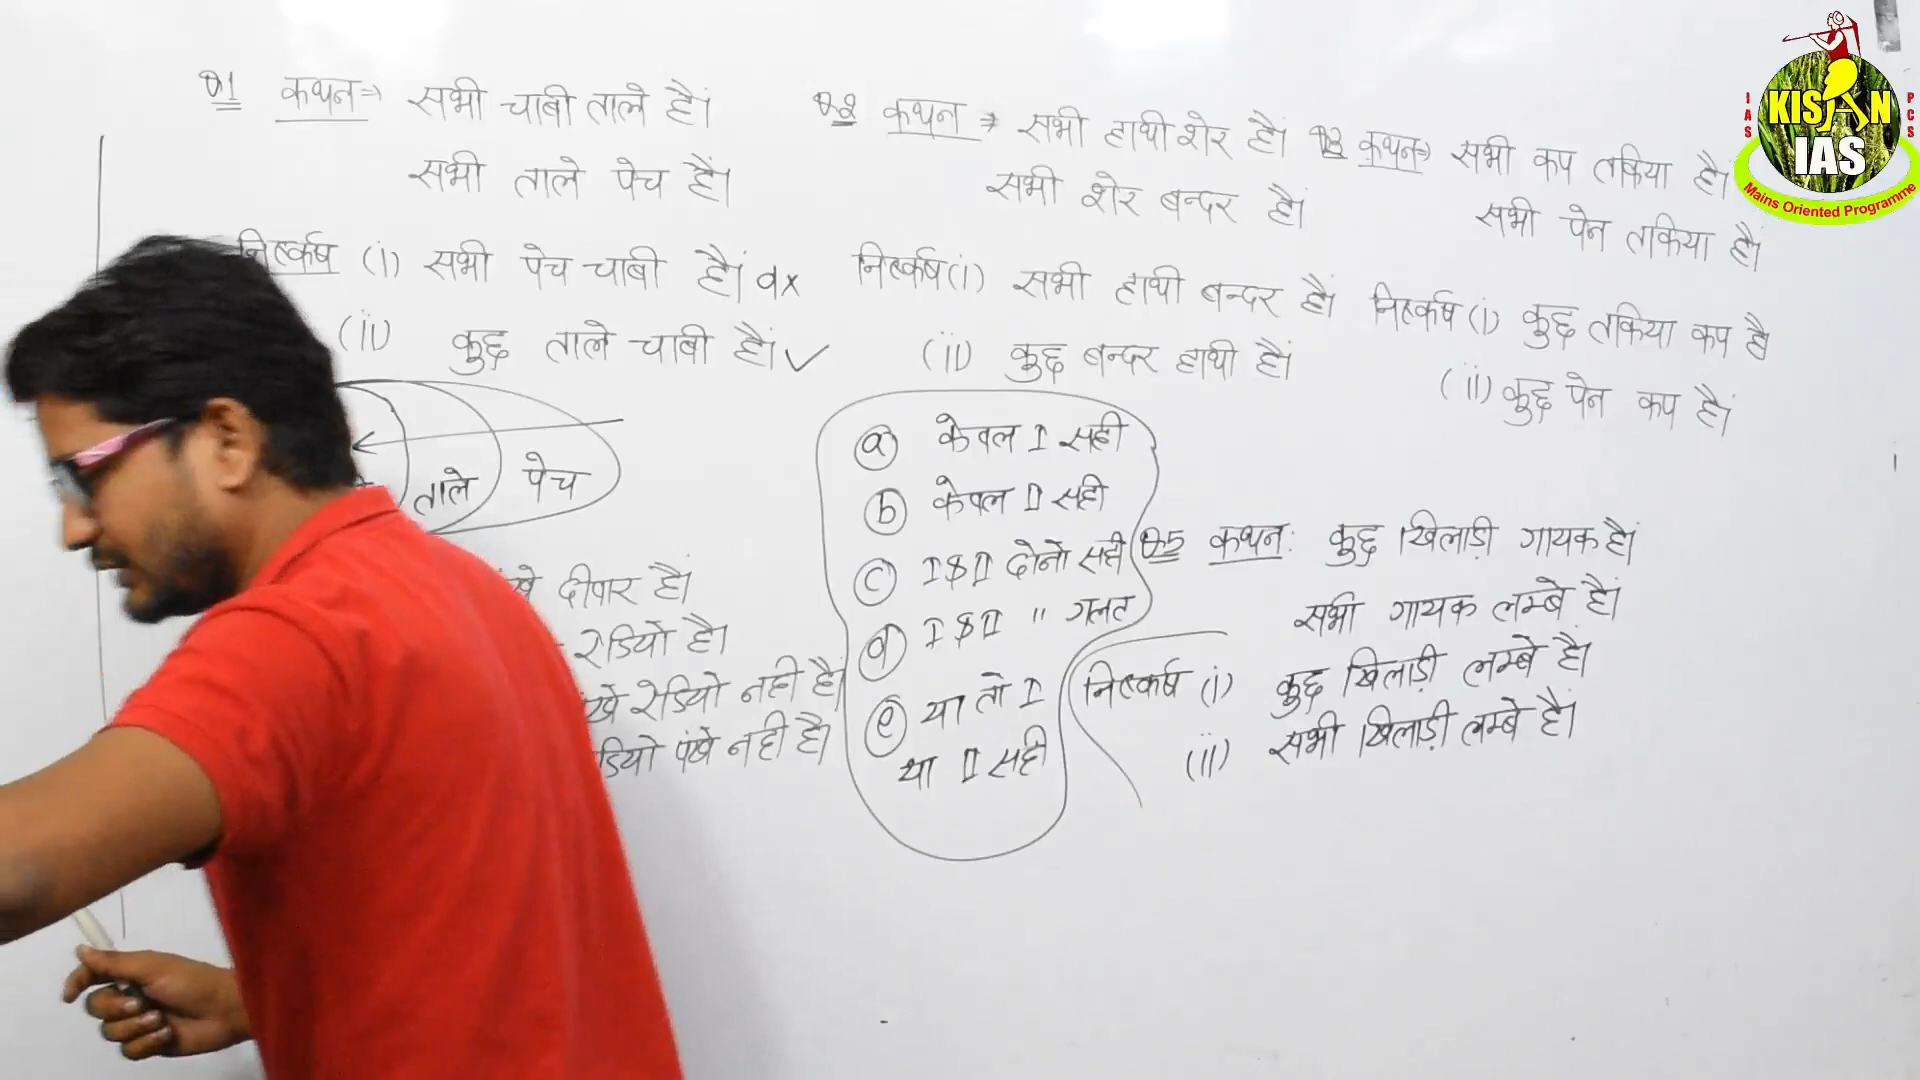 Q1 कथन⇒ सभी चाबी ताले हैं।
सभी ताले पेच हैं।
निष्कर्ष (i) सभी पेच चाबी हैं।
(ii) कुछ ताले चाबी हैं। ✓
ताले पेच
दीवार हैं।
रेडियो है।
रेडियो नहीं है।
पंखे नहीं है।
Q.2 कथन ⇒ सभी हाथी शेर हैं।
सभी शेर बन्दर हैं।
निष्कर्ष (i) सभी हाथी बन्दर हैं।
(ii) कुछ बन्दर हाथी हैं।
(a) केवल I सही
(b) केवल II सही
(c) I & II दोनों सही
(d) I & II " गलत
(e) या तो I
या II सही
Q3 कथन⇒ सभी कप तकिया है।
सभी पेन तकिया हैं।
निष्कर्ष (i) कुछ तकिया कप है
(ii) कुछ पेन कप हैं।
Q.5 कथन: कुछ खिलाड़ी गायक हैं।
सभी गायक लम्बे हैं।
निष्कर्ष (i) कुछ खिलाड़ी लम्बे हैं।
(ii) सभी खिलाड़ी लम्बे हैं।
IAS
KISAN
IAS
PCS
Mains Oriented Programme